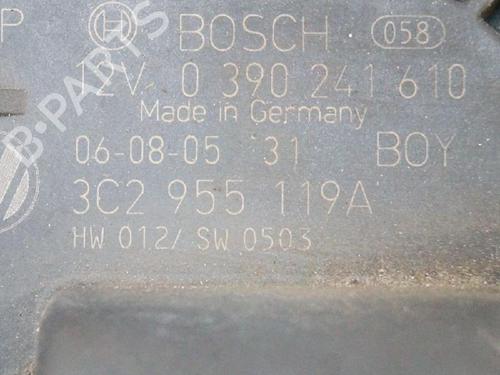 P BOSCH 058
12V- 0 390 241 610
Made in Germany
06-08-05 31 BOY
3C2 955 119A
HW 012/ SW 0503
B-PARTS